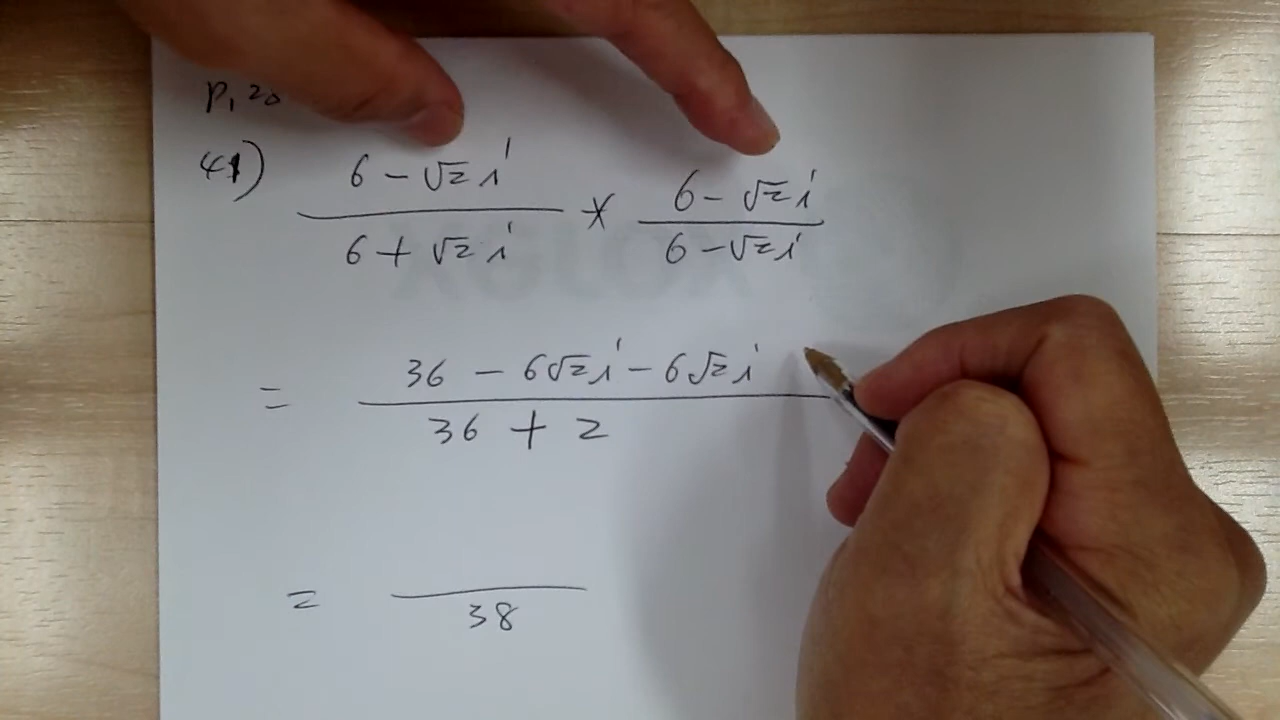 P, 20
41) 6 - √2 i / 6 + √2 i * 6 - √2 i / 6 - √2 i
= 36 - 6√2 i - 6√2 i / 36 + 2
= / 38